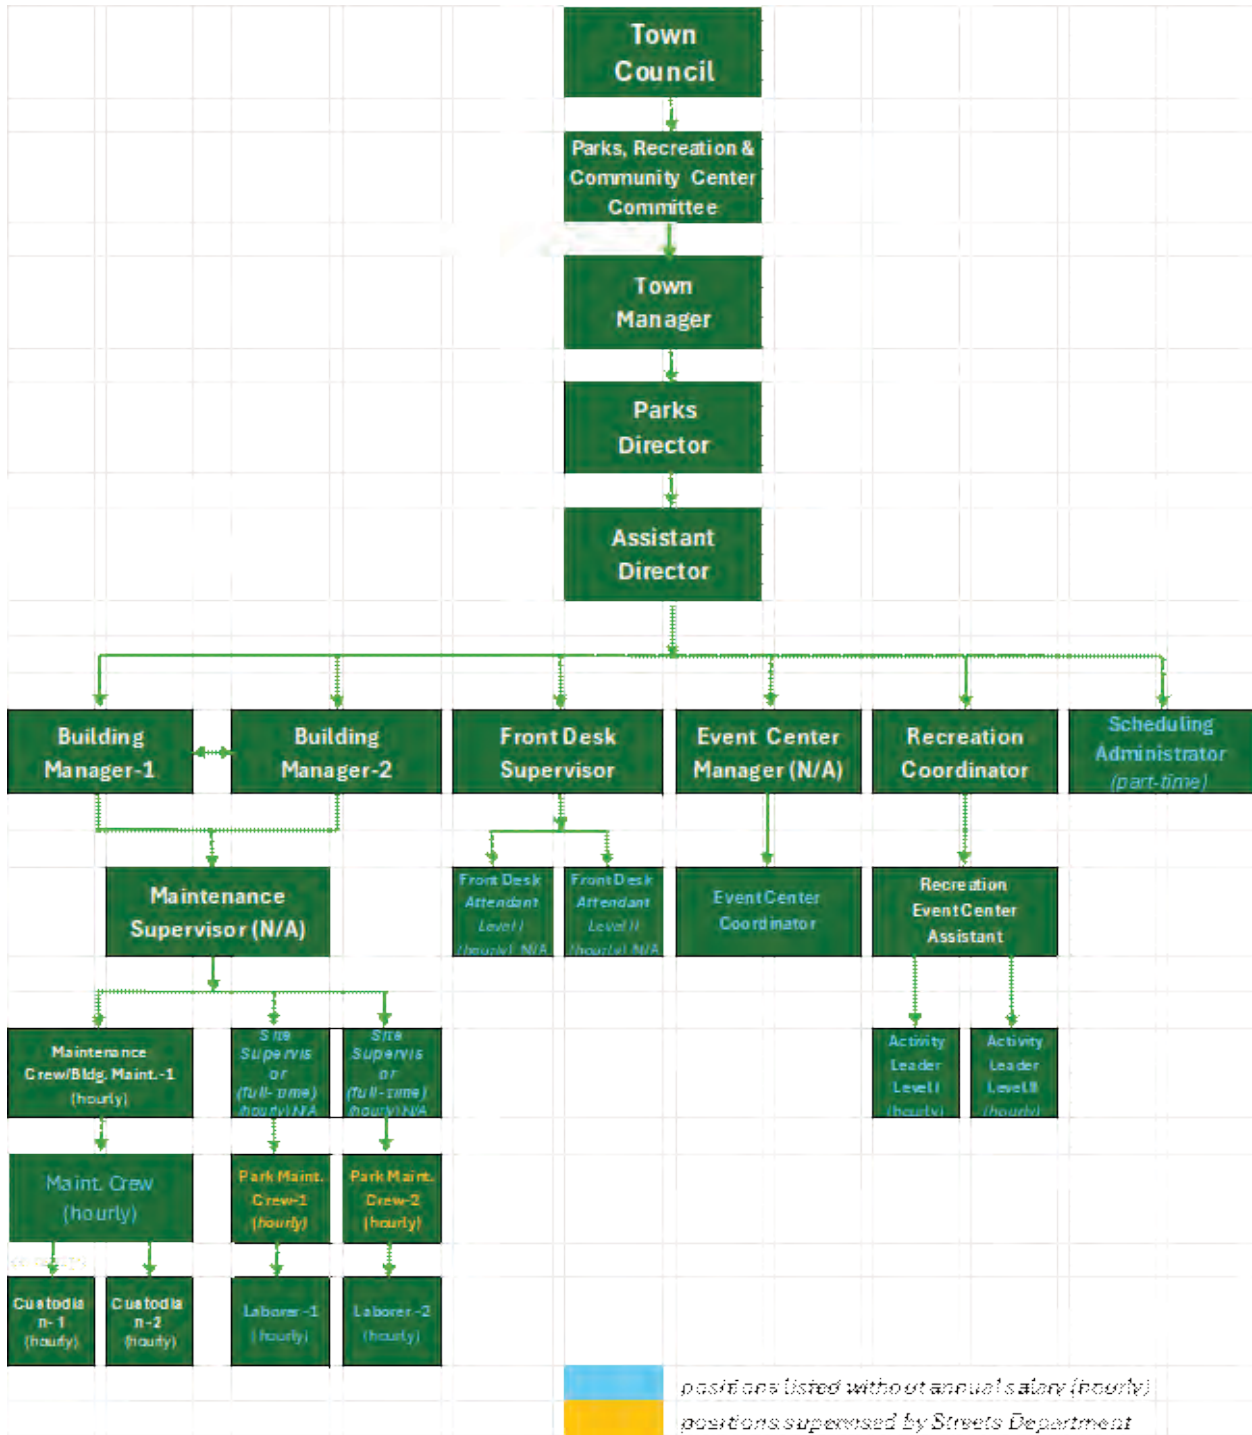 Town
Council
Parks, Recreation &
Community Center
Committee
Town
Manager
Parks
Director
Assistant
Director
Building
Manager-1
Building
Manager-2
Front Desk
Supervisor
Event Center
Manager (N/A)
Recreation
Coordinator
Scheduling
Administrator
(part-time)
Maintenance
Supervisor (N/A)
Front Desk
Attendant
Level I
(hourly) N/A
Front Desk
Attendant
Level II
(hourly) N/A
Event Center
Coordinator
Recreation
Event Center
Assistant
Maintenance
Crew/Bldg. Maint.-1
(hourly)
Site
Supervis
or
(full-time)
(hourly) N/A
Site
Supervis
or
(full-time)
(hourly) N/A
Activity
Leader
Level I
(hourly)
Activity
Leader
Level II
(hourly)
Maint. Crew
(hourly)
Park Maint.
Crew-1
(hourly)
Park Maint.
Crew-2
(hourly)
Custodia
n-1
(hourly)
Custodia
n-2
(hourly)
Laborer-1
(hourly)
Laborer-2
(hourly)
positions listed without annual salary (hourly)
positions supervised by Streets Department